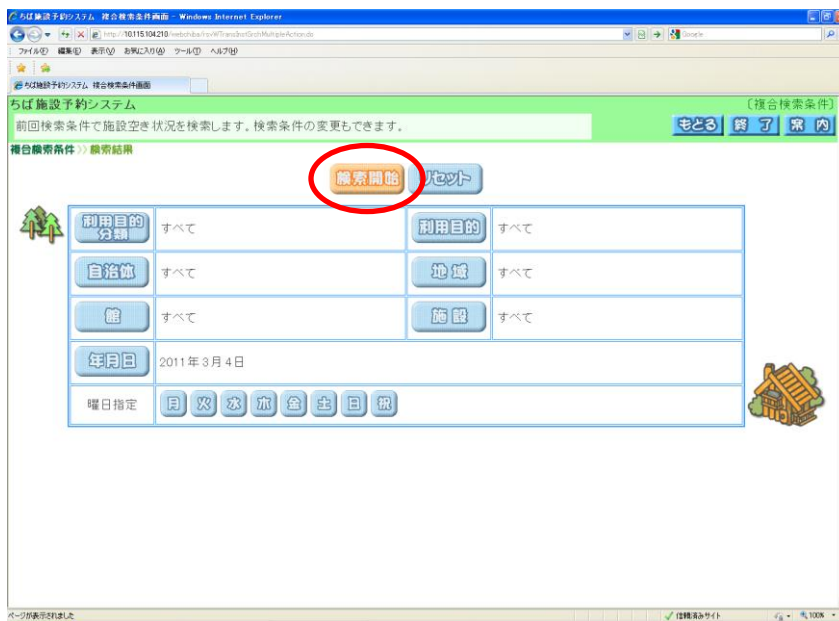 ちば施設予約システム 複合検索条件画面 - Windows Internet Explorer
ファイル(F) 編集(E) 表示(V) お気に入り(A) ツール(T) ヘルプ(H)
Google
ちば施設予約システム 複合検索条件画面
ちば施設予約システム
〔複合検索条件〕
前回検索条件で施設空き状況を検索します。検索条件の変更もできます。
もどる 終了 案内
複合検索条件>>検索結果
検索開始 リセット
利用目的分類 すべて 利用目的 すべて
自治体 すべて 地域 すべて
館 すべて 施設 すべて
年月日 2011年3月4日
曜日指定 月 火 水 木 金 土 日 祝
ページが表示されました 信頼済みサイト 100%